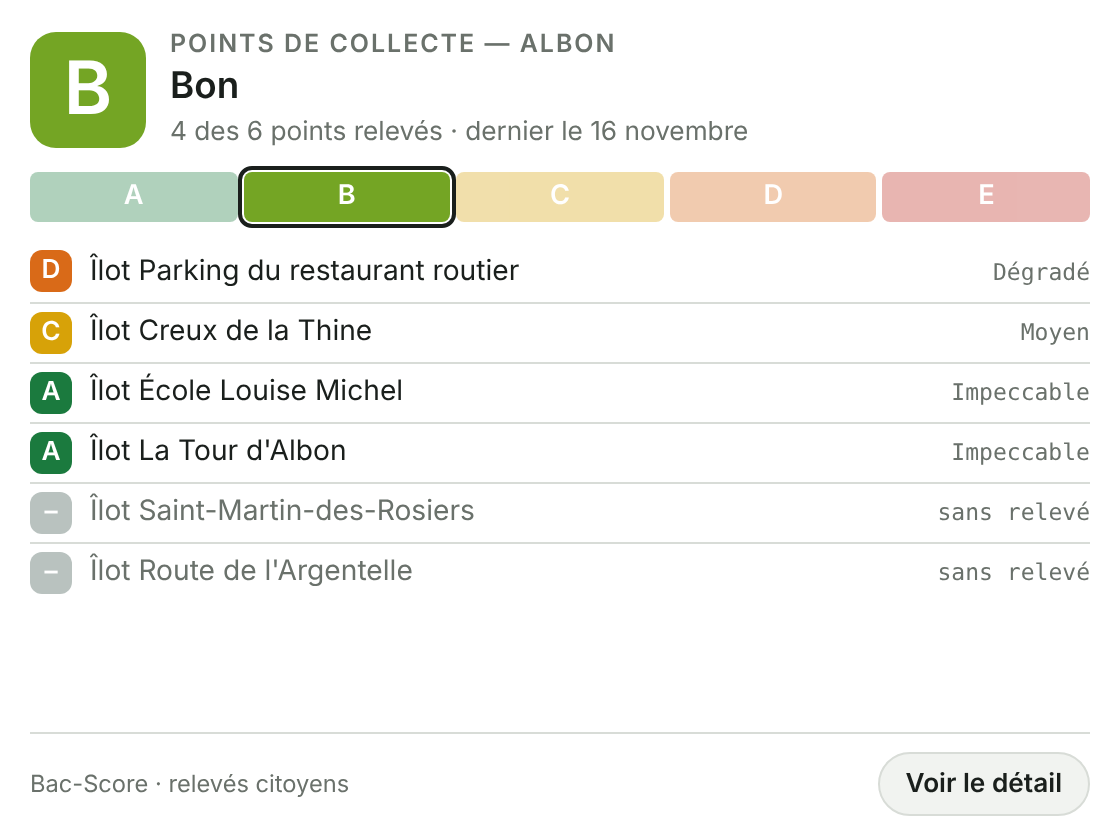 B
POINTS DE COLLECTE — ALBON
Bon
4 des 6 points relevés · dernier le 16 novembre
A B C D E
D Îlot Parking du restaurant routier Dégradé
C Îlot Creux de la Thine Moyen
A Îlot École Louise Michel Impeccable
A Îlot La Tour d'Albon Impeccable
– Îlot Saint-Martin-des-Rosiers sans relevé
– Îlot Route de l'Argentelle sans relevé
Bac-Score · relevés citoyens Voir le détail